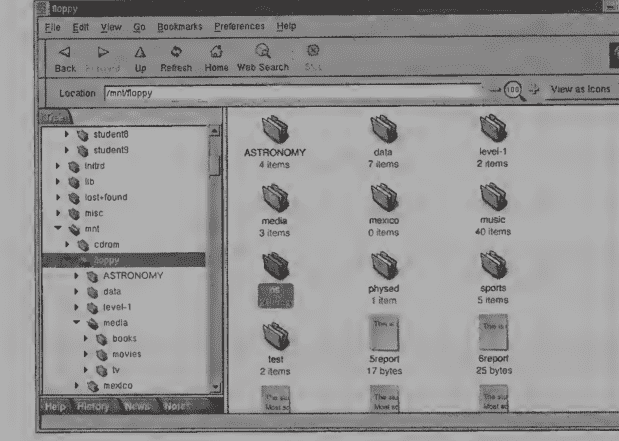 floppy
File Edit View Go Bookmarks Preferences Help
Back Forward Up Refresh Home Web Search Stop
Location /mnt/floppy 100 View as Icons
student8
student9
initrd
lib
lost+found
misc
mnt
cdrom
floppy
ASTRONOMY
data
level-1
media
books
movies
tv
mexico
Help History News Notes
ASTRONOMY data level-1
4 items 7 items 2 items
media mexico music
3 items 0 items 40 items
physed sports
1 item 5 items
test 5report 6report
2 items 17 bytes 25 bytes